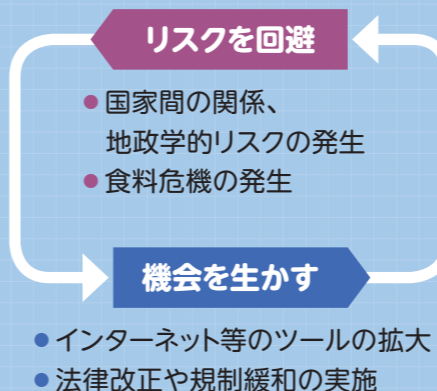 リスクを回避
● 国家間の関係、
地政学的リスクの発生
● 食料危機の発生
機会を生かす
● インターネット等のツールの拡大
● 法律改正や規制緩和の実施